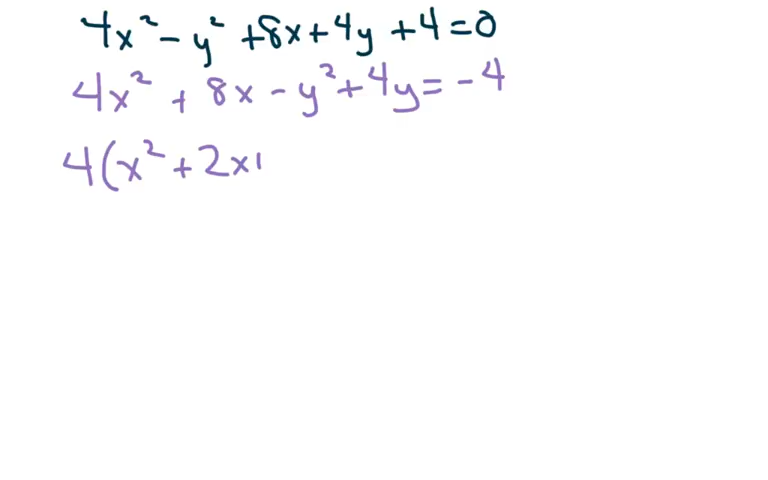 4x² - y² + 8x + 4y + 4 = 0
4x² + 8x - y² + 4y = -4
4(x² + 2x